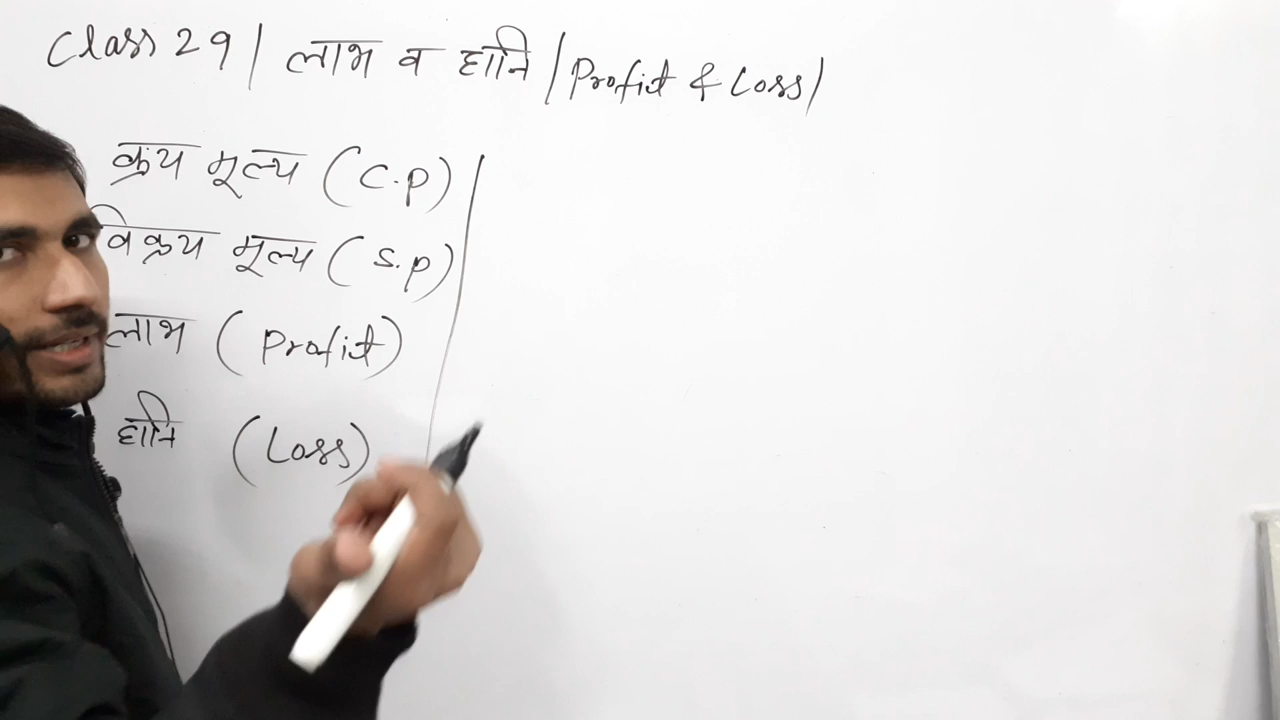 Class 29 | लाभ व हानि | Profit & Loss |
क्रय मूल्य (C.P)
विक्रय मूल्य (S.P)
लाभ (Profit)
हानि (Loss)